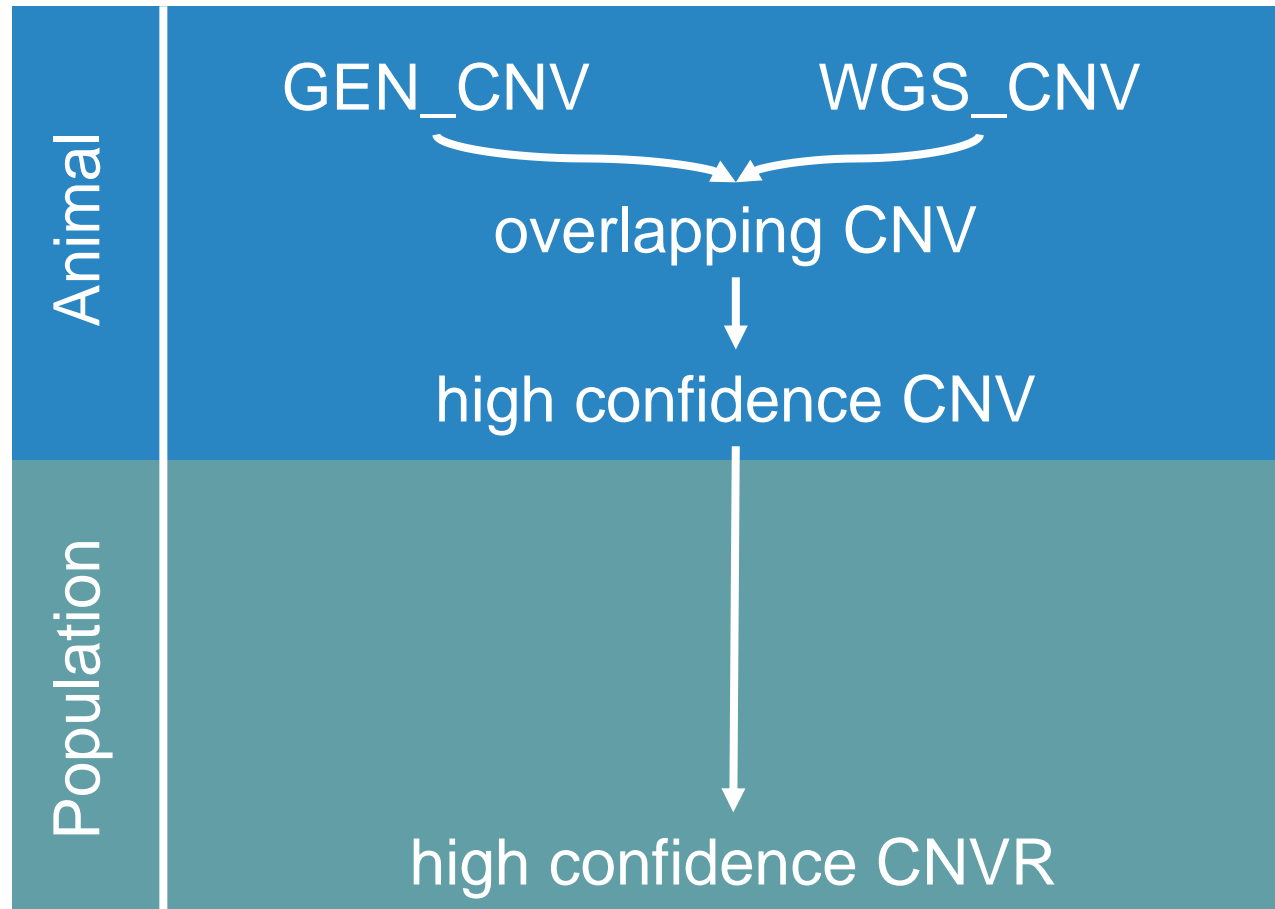 Animal
GEN_CNV
WGS_CNV
overlapping CNV
high confidence CNV
Population
high confidence CNVR